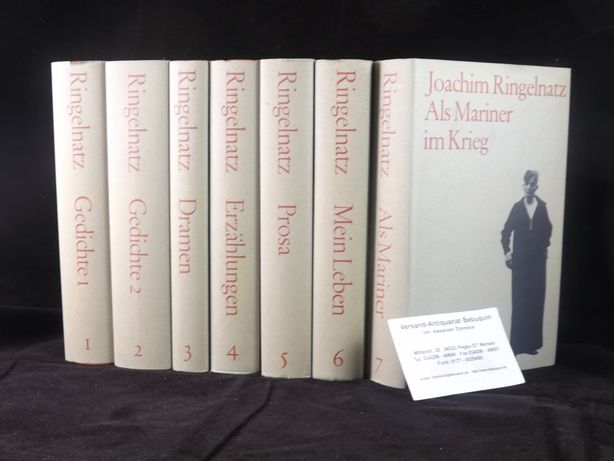 Ringelnatz Gedichte 1
1
Ringelnatz Gedichte 2
2
Ringelnatz Dramen
3
Ringelnatz Erzählungen
4
Ringelnatz Prosa
5
Ringelnatz Mein Leben
6
Ringelnatz Als Mariner
7
Joachim Ringelnatz
Als Mariner
im Krieg
Versand-Antiquariat Bebuquin